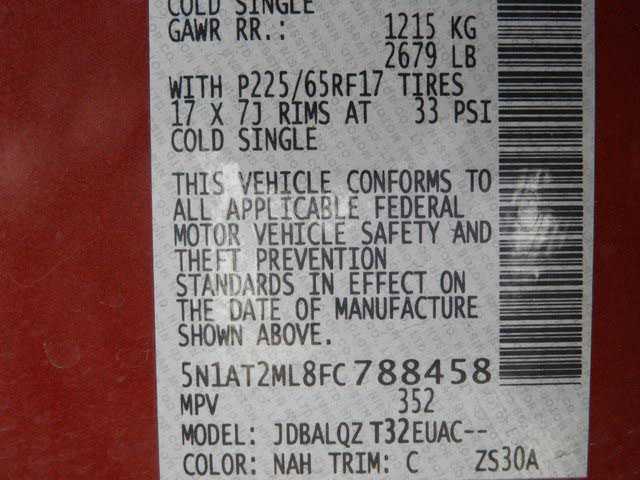 COLD SINGLE
GAWR RR.: 1215 KG
2679 LB
WITH P225/65RF17 TIRES
17 X 7J RIMS AT 33 PSI
COLD SINGLE
THIS VEHICLE CONFORMS TO
ALL APPLICABLE FEDERAL
MOTOR VEHICLE SAFETY AND
THEFT PREVENTION
STANDARDS IN EFFECT ON
THE DATE OF MANUFACTURE
SHOWN ABOVE.
5N1AT2ML8FC788458
MPV 352
MODEL: JDBALQZ T32EUAC--
COLOR: NAH TRIM: C ZS30A